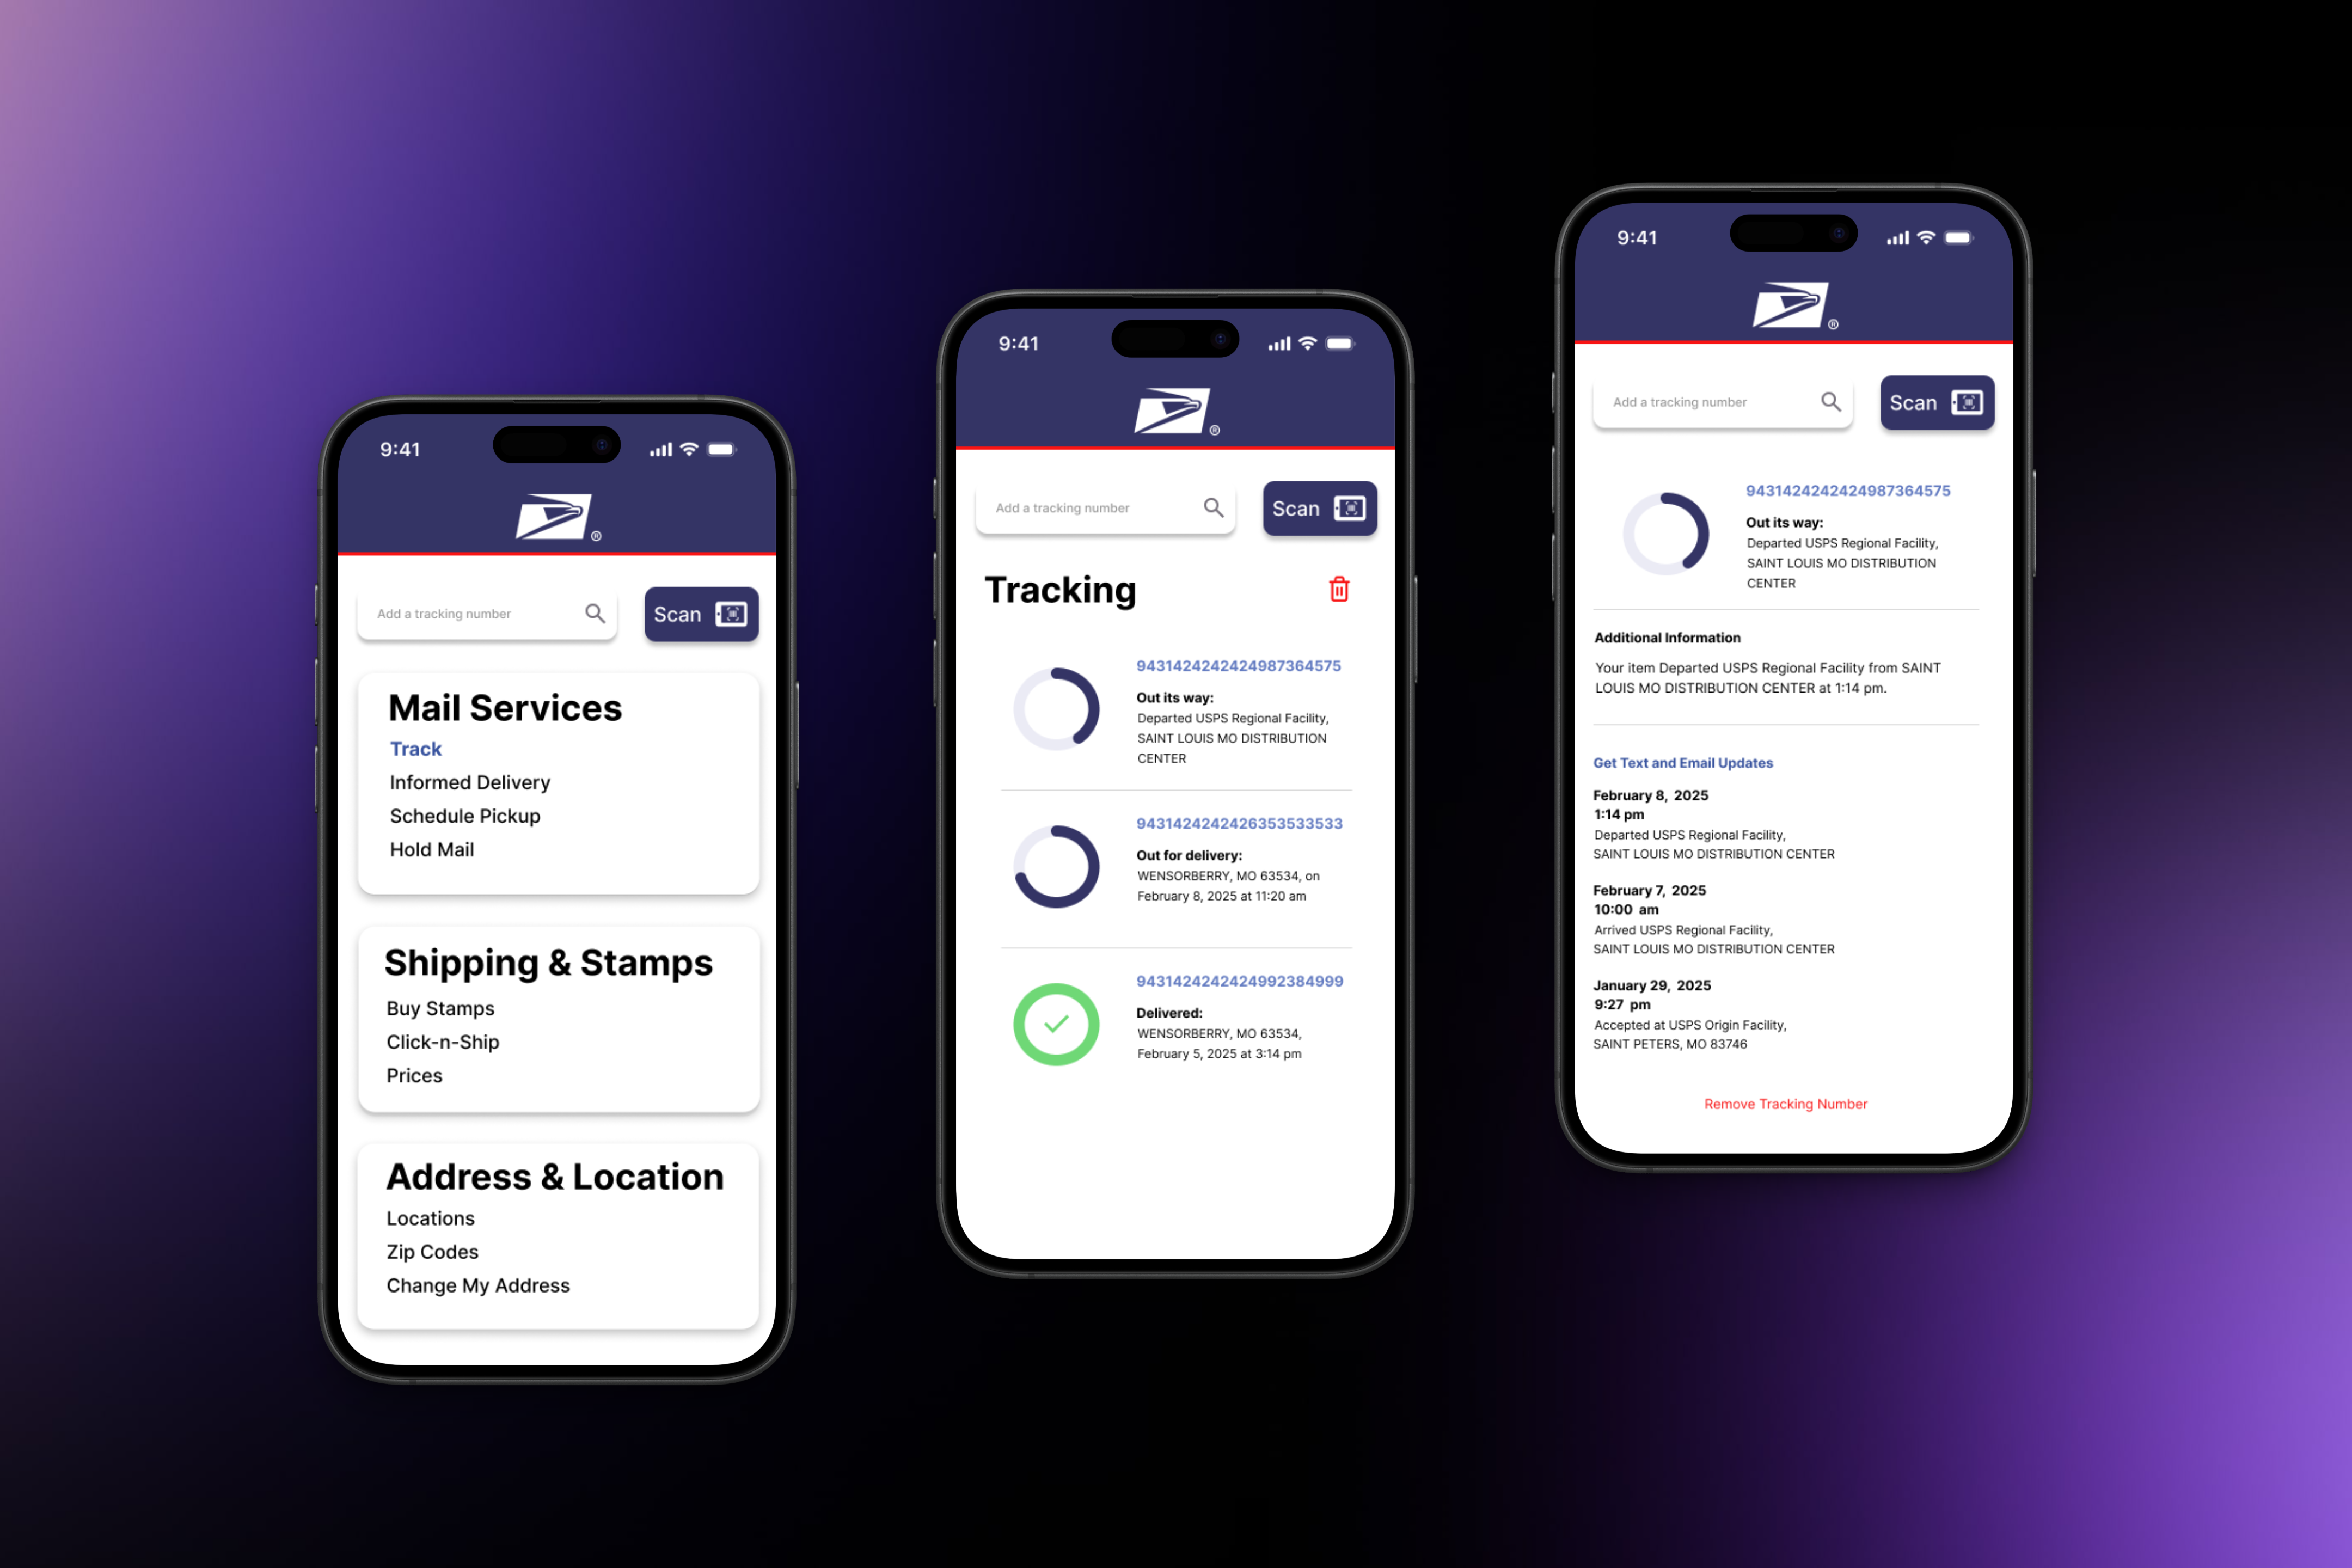 9:41
®
Add a tracking number
Scan
Mail Services
Track
Informed Delivery
Schedule Pickup
Hold Mail
Shipping & Stamps
Buy Stamps
Click-n-Ship
Prices
Address & Location
Locations
Zip Codes
Change My Address
9:41
®
Add a tracking number
Scan
Tracking
9431424242424987364575
Out its way:
Departed USPS Regional Facility,
SAINT LOUIS MO DISTRIBUTION
CENTER
9431424242426353533533
Out for delivery:
WENSORBERRY, MO 63534, on
February 8, 2025 at 11:20 am
9431424242424992384999
Delivered:
WENSORBERRY, MO 63534,
February 5, 2025 at 3:14 pm
9:41
®
Add a tracking number
Scan
9431424242424987364575
Out its way:
Departed USPS Regional Facility,
SAINT LOUIS MO DISTRIBUTION
CENTER
Additional Information
Your item Departed USPS Regional Facility from SAINT
LOUIS MO DISTRIBUTION CENTER at 1:14 pm.
Get Text and Email Updates
February 8, 2025
1:14 pm
Departed USPS Regional Facility,
SAINT LOUIS MO DISTRIBUTION CENTER
February 7, 2025
10:00 am
Arrived USPS Regional Facility,
SAINT LOUIS MO DISTRIBUTION CENTER
January 29, 2025
9:27 pm
Accepted at USPS Origin Facility,
SAINT PETERS, MO 83746
Remove Tracking Number